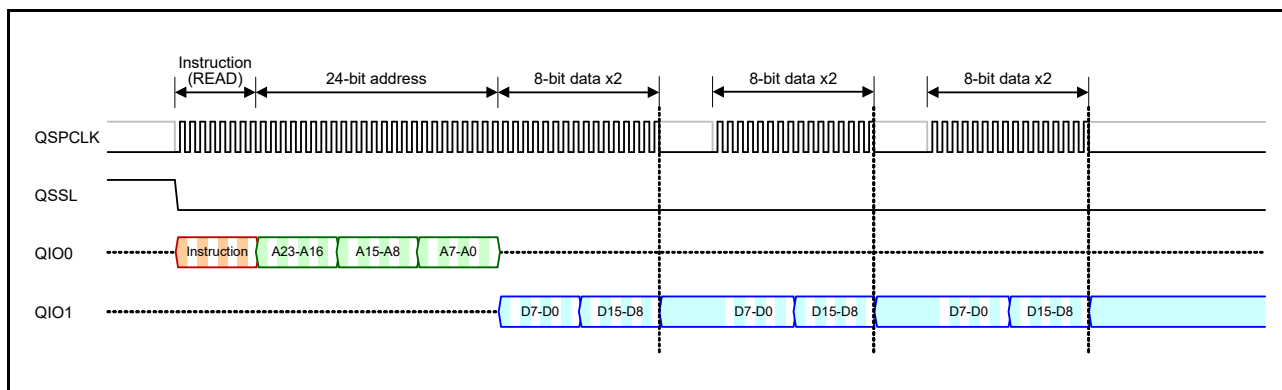 Instruction
(READ)
24-bit address
8-bit data x2
8-bit data x2
8-bit data x2
QSPCLK
QSSL
QIO0
Instruction
A23-A16
A15-A8
A7-A0
QIO1
D7-D0
D15-D8
D7-D0
D15-D8
D7-D0
D15-D8